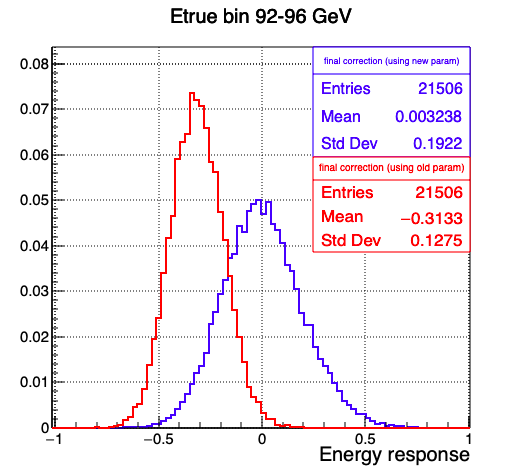 Etrue bin 92-96 GeV
final correction (using new param)
Entries 21506
Mean 0.003238
Std Dev 0.1922
final correction (using old param)
Entries 21506
Mean −0.3133
Std Dev 0.1275
0.08
0.07
0.06
0.05
0.04
0.03
0.02
0.01
0
−1 −0.5 0 0.5 1
Energy response